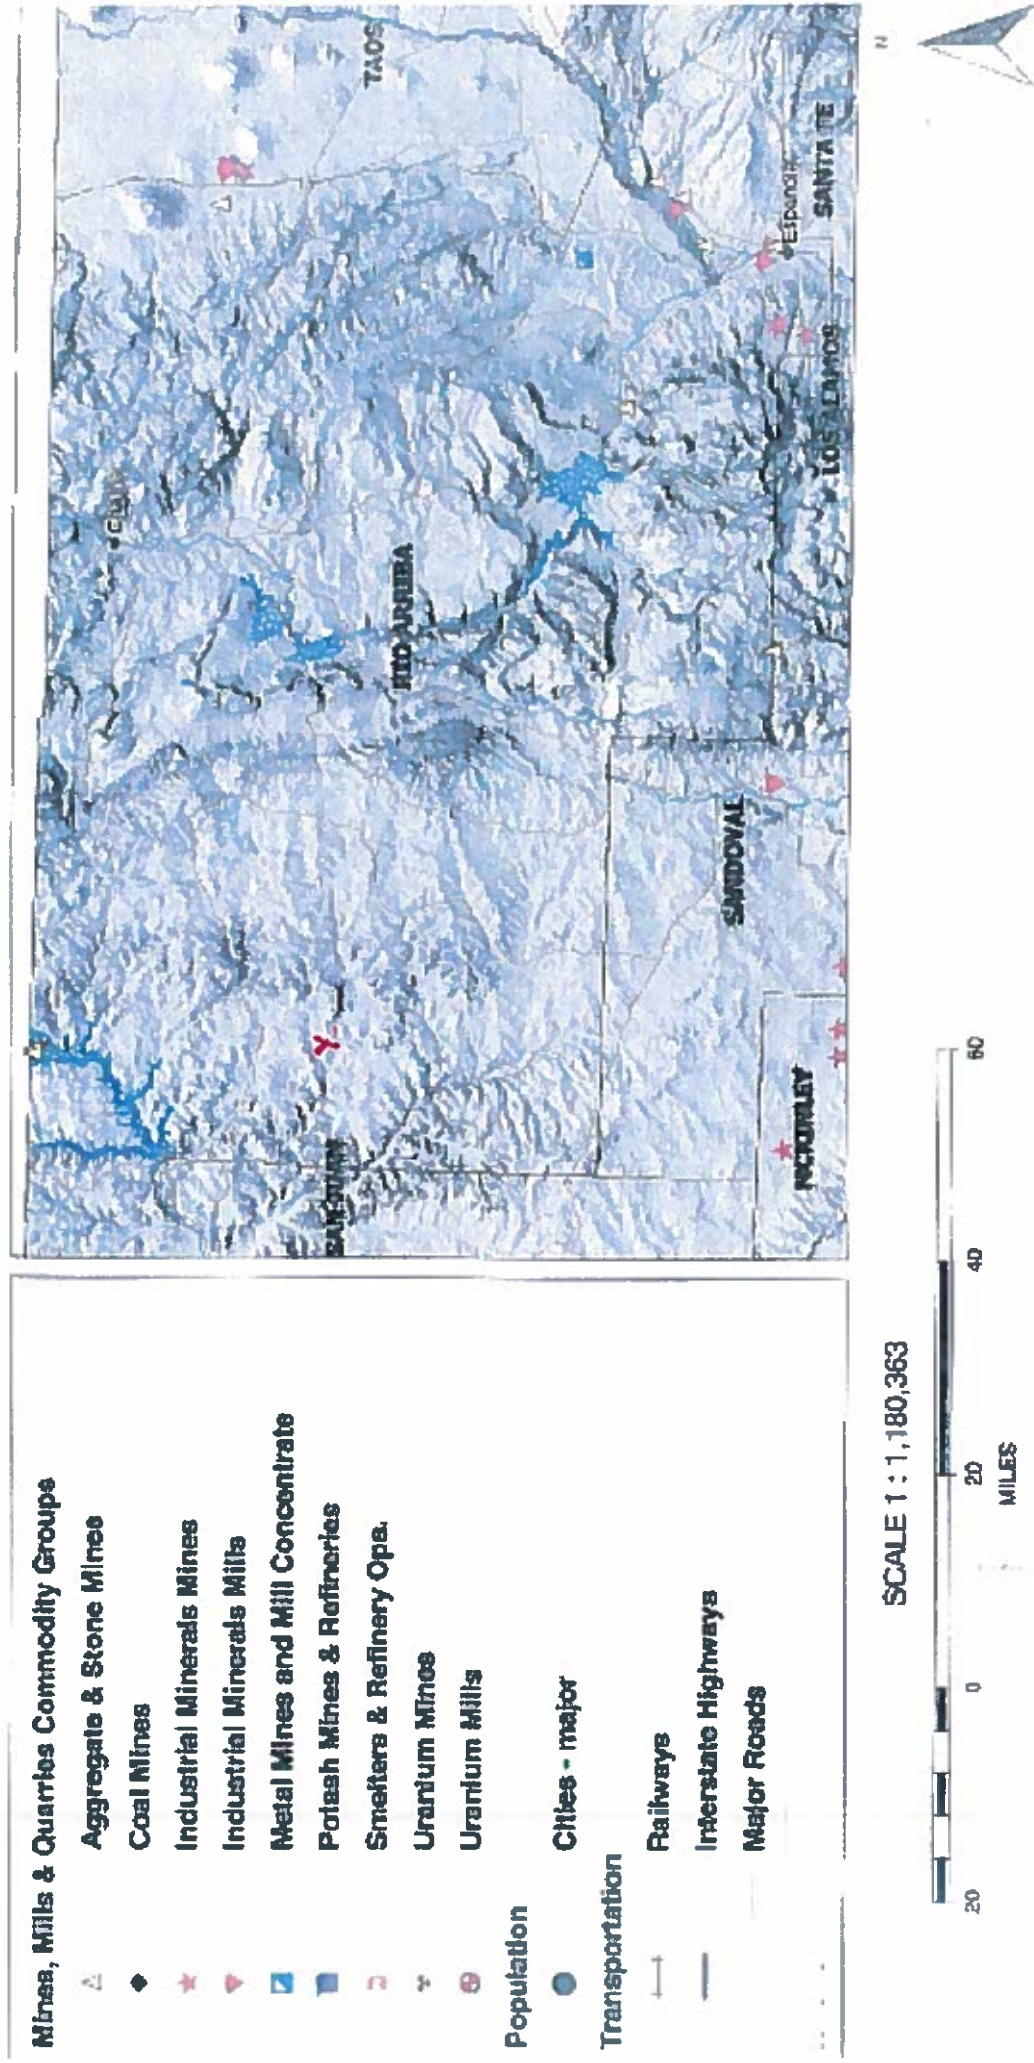 Mines, Mills & Quarries Commodity Groups
Aggregate & Stone Mines
Coal Mines
Industrial Minerals Mines
Industrial Minerals Mills
Metal Mines and Mill Concentrate
Potash Mines & Refineries
Smelters & Refinery Ops.
Uranium Mines
Uranium Mills
Population
Cities - major
Transportation
Railways
Interstate Highways
Major Roads
SAN JUAN
RIO ARRIBA
TAOS
Chama
SANDOVAL
MCKINLEY
LOS ALAMOS
SANTA FE
Espanola
N
SCALE 1 : 1,180,363
20 0 20 40 60
MILES